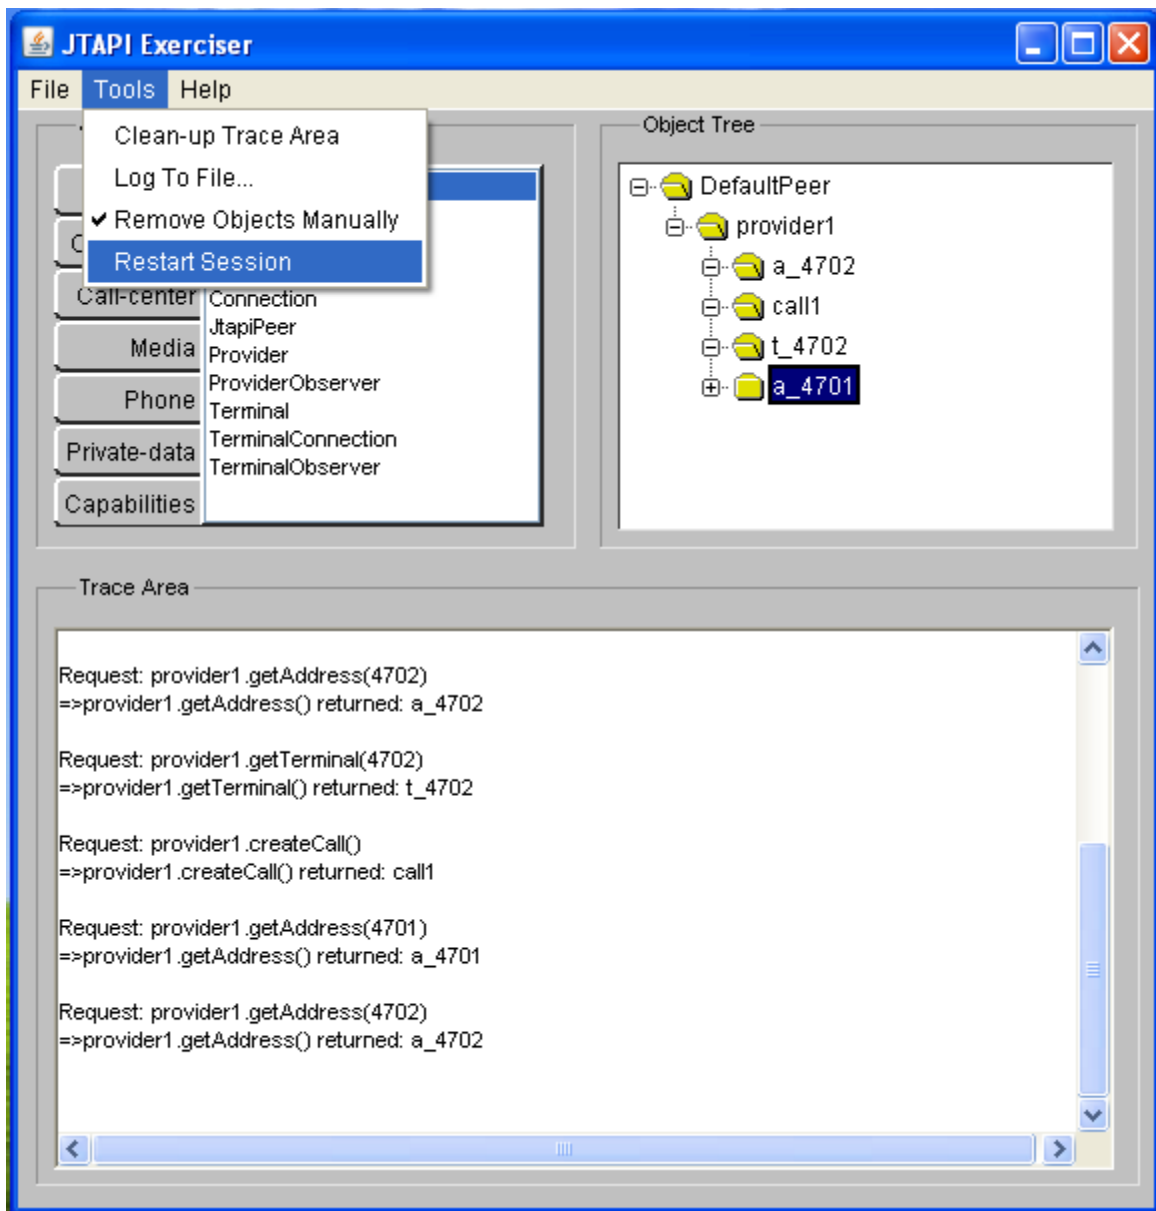 JTAPI Exerciser
File Tools Help
Clean-up Trace Area
Log To File...
Remove Objects Manually
Restart Session
Call-center
Media
Phone
Private-data
Capabilities
Connection
JtapiPeer
Provider
ProviderObserver
Terminal
TerminalConnection
TerminalObserver
Object Tree
DefaultPeer
provider1
a_4702
call1
t_4702
a_4701
Trace Area
Request: provider1.getAddress(4702)
=>provider1.getAddress() returned: a_4702
Request: provider1.getTerminal(4702)
=>provider1.getTerminal() returned: t_4702
Request: provider1.createCall()
=>provider1.createCall() returned: call1
Request: provider1.getAddress(4701)
=>provider1.getAddress() returned: a_4701
Request: provider1.getAddress(4702)
=>provider1.getAddress() returned: a_4702